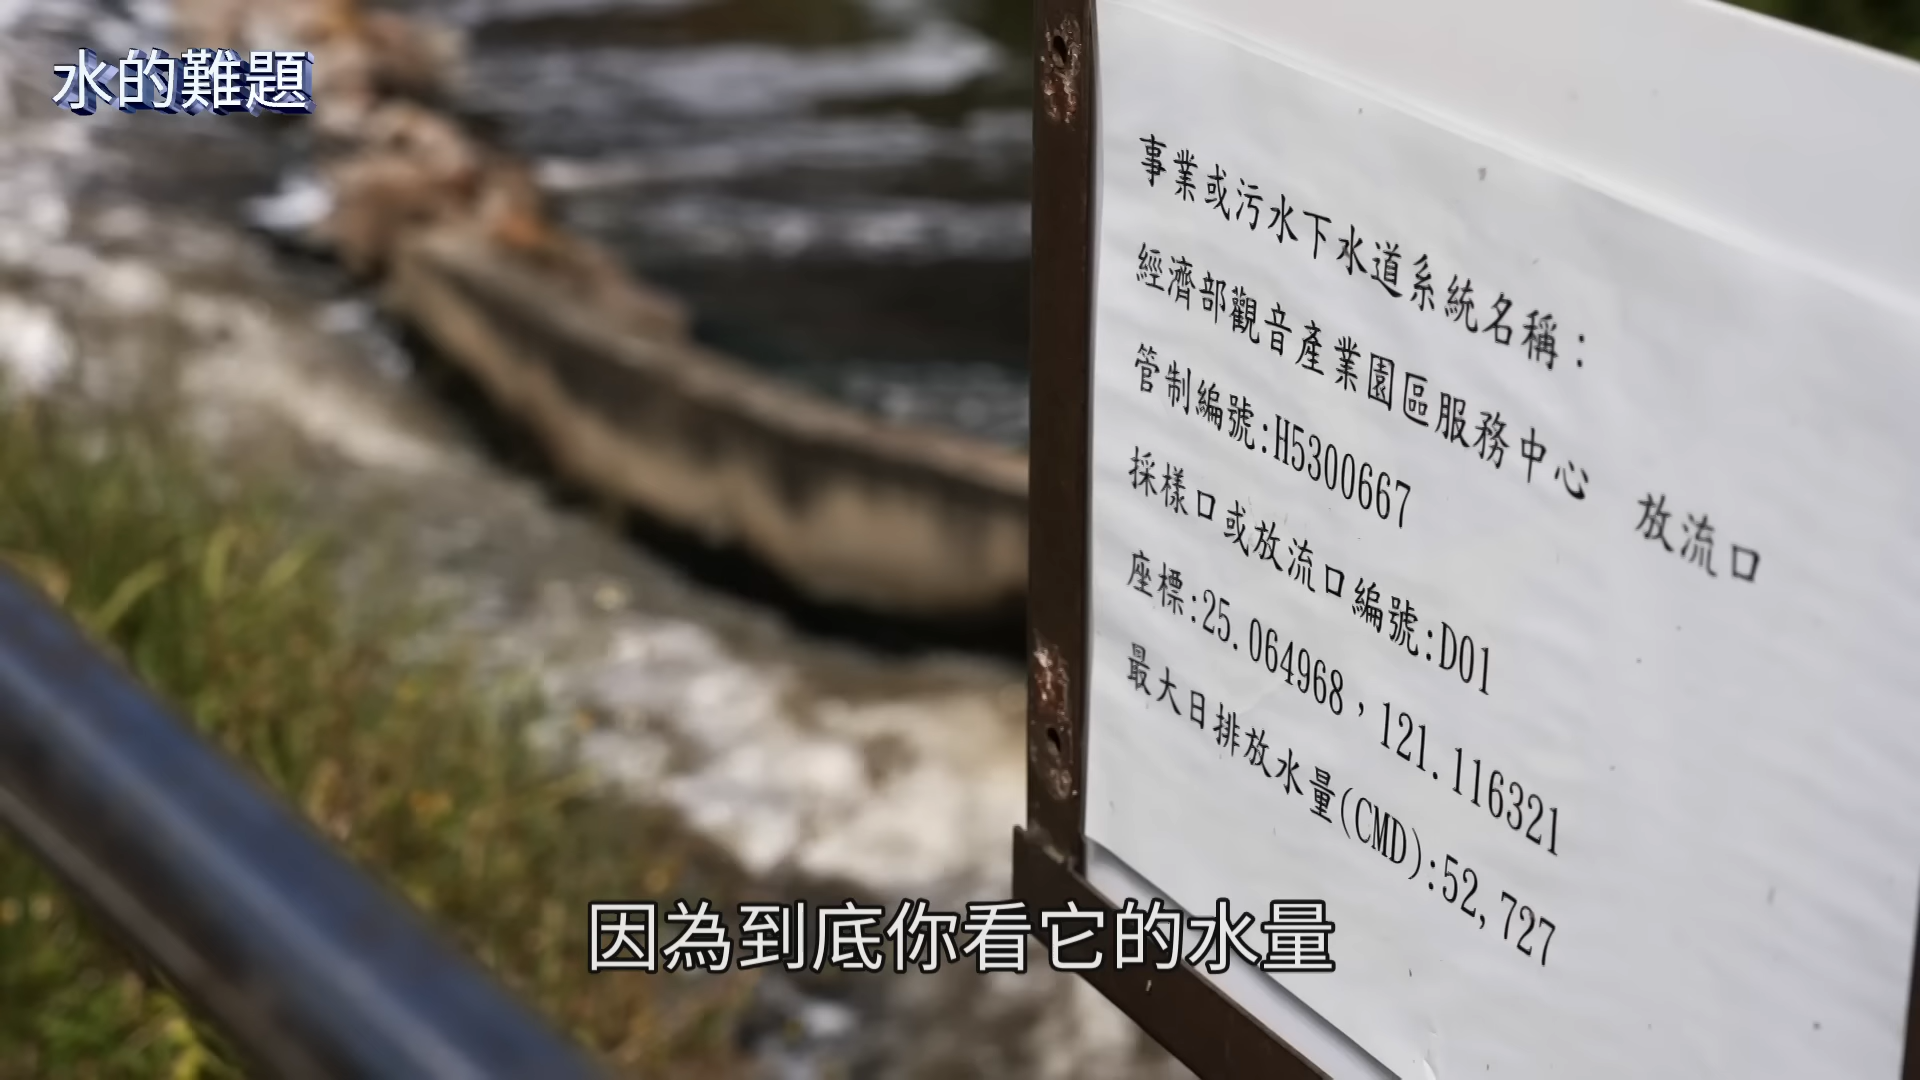 水的難題
事業或污水下水道系統名稱：
經濟部觀音產業園區服務中心　放流口
管制編號:H5300667
採樣口或放流口編號:D01
座標:25.064968，121.116321
最大日排放水量(CMD):52,727
因為到底你看它的水量